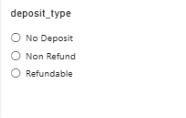 deposit_type
No Deposit
Non Refund
Refundable